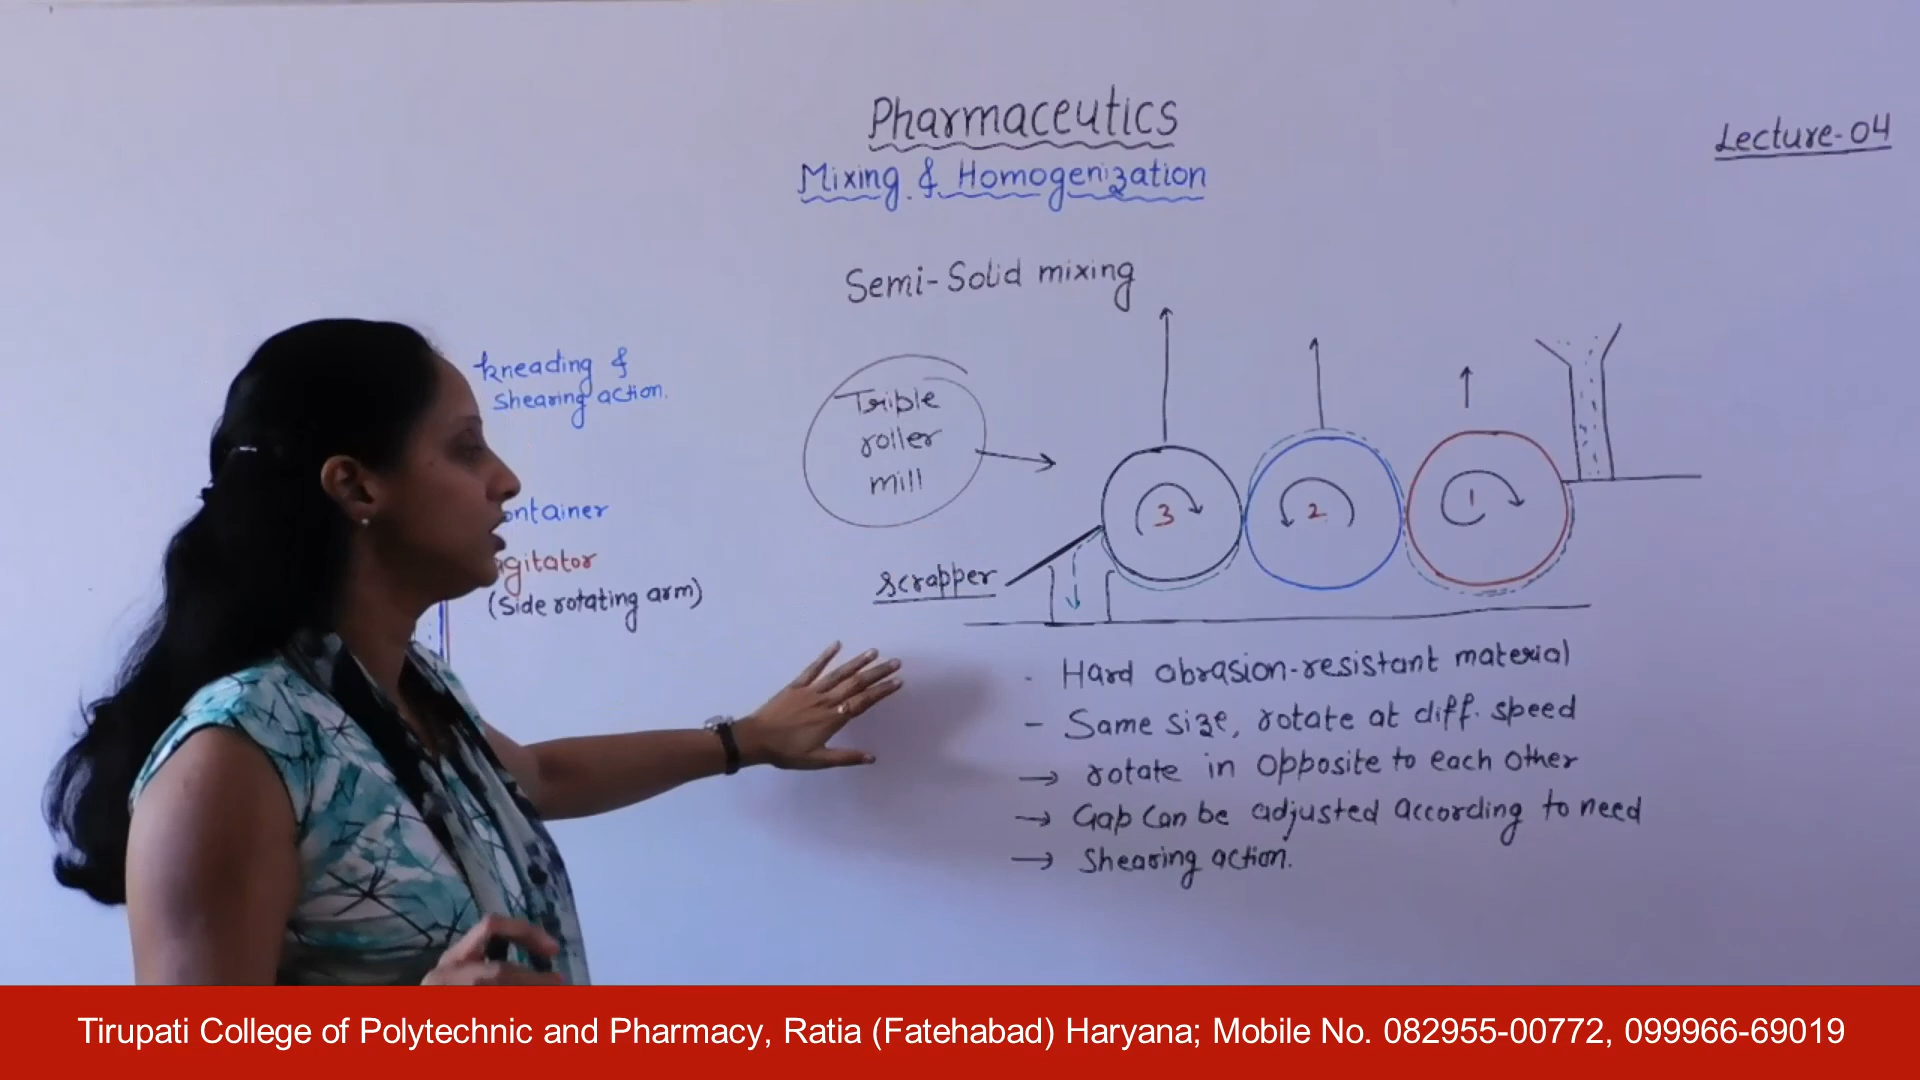 Pharmaceutics
Lecture-04
Mixing & Homogenization
Semi-Solid mixing
kneading &
Shearing action.
Triple
roller
mill
3
2
1
agitator
(Side rotating arm)
Scrapper
· Hard abrasion-resistant material
- Same size, rotate at diff. speed
→ rotate in opposite to each other
→ Gap can be adjusted according to need
→ Shearing action.
Tirupati College of Polytechnic and Pharmacy, Ratia (Fatehabad) Haryana; Mobile No. 082955-00772, 099966-69019